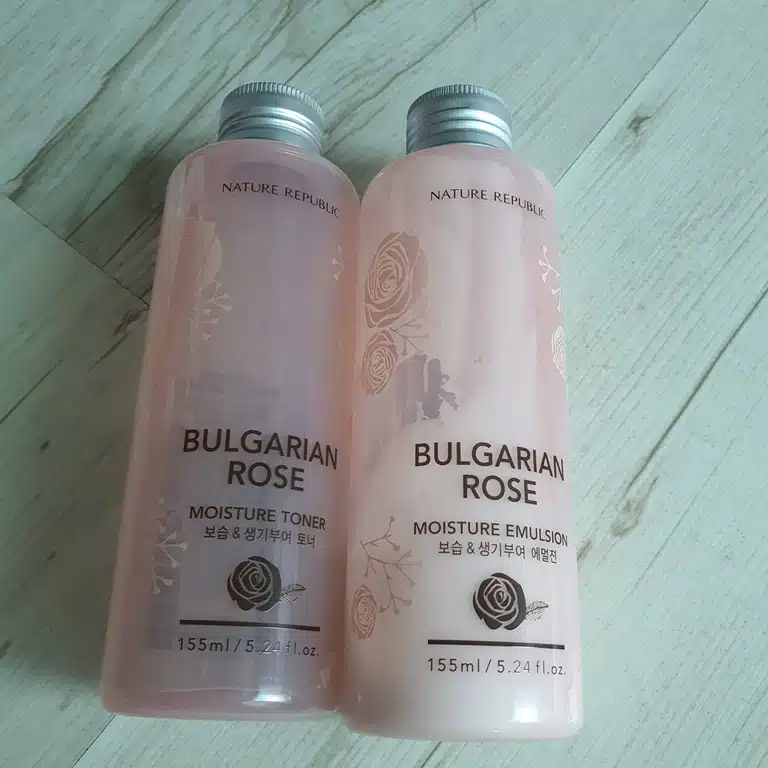 NATURE REPUBLIC
BULGARIAN
ROSE
MOISTURE TONER
보습 & 생기부여 토너
155ml / 5.24 fl.oz.
NATURE REPUBLIC
BULGARIAN
ROSE
MOISTURE EMULSION
보습 & 생기부여 에멀젼
155ml / 5.24 fl.oz.